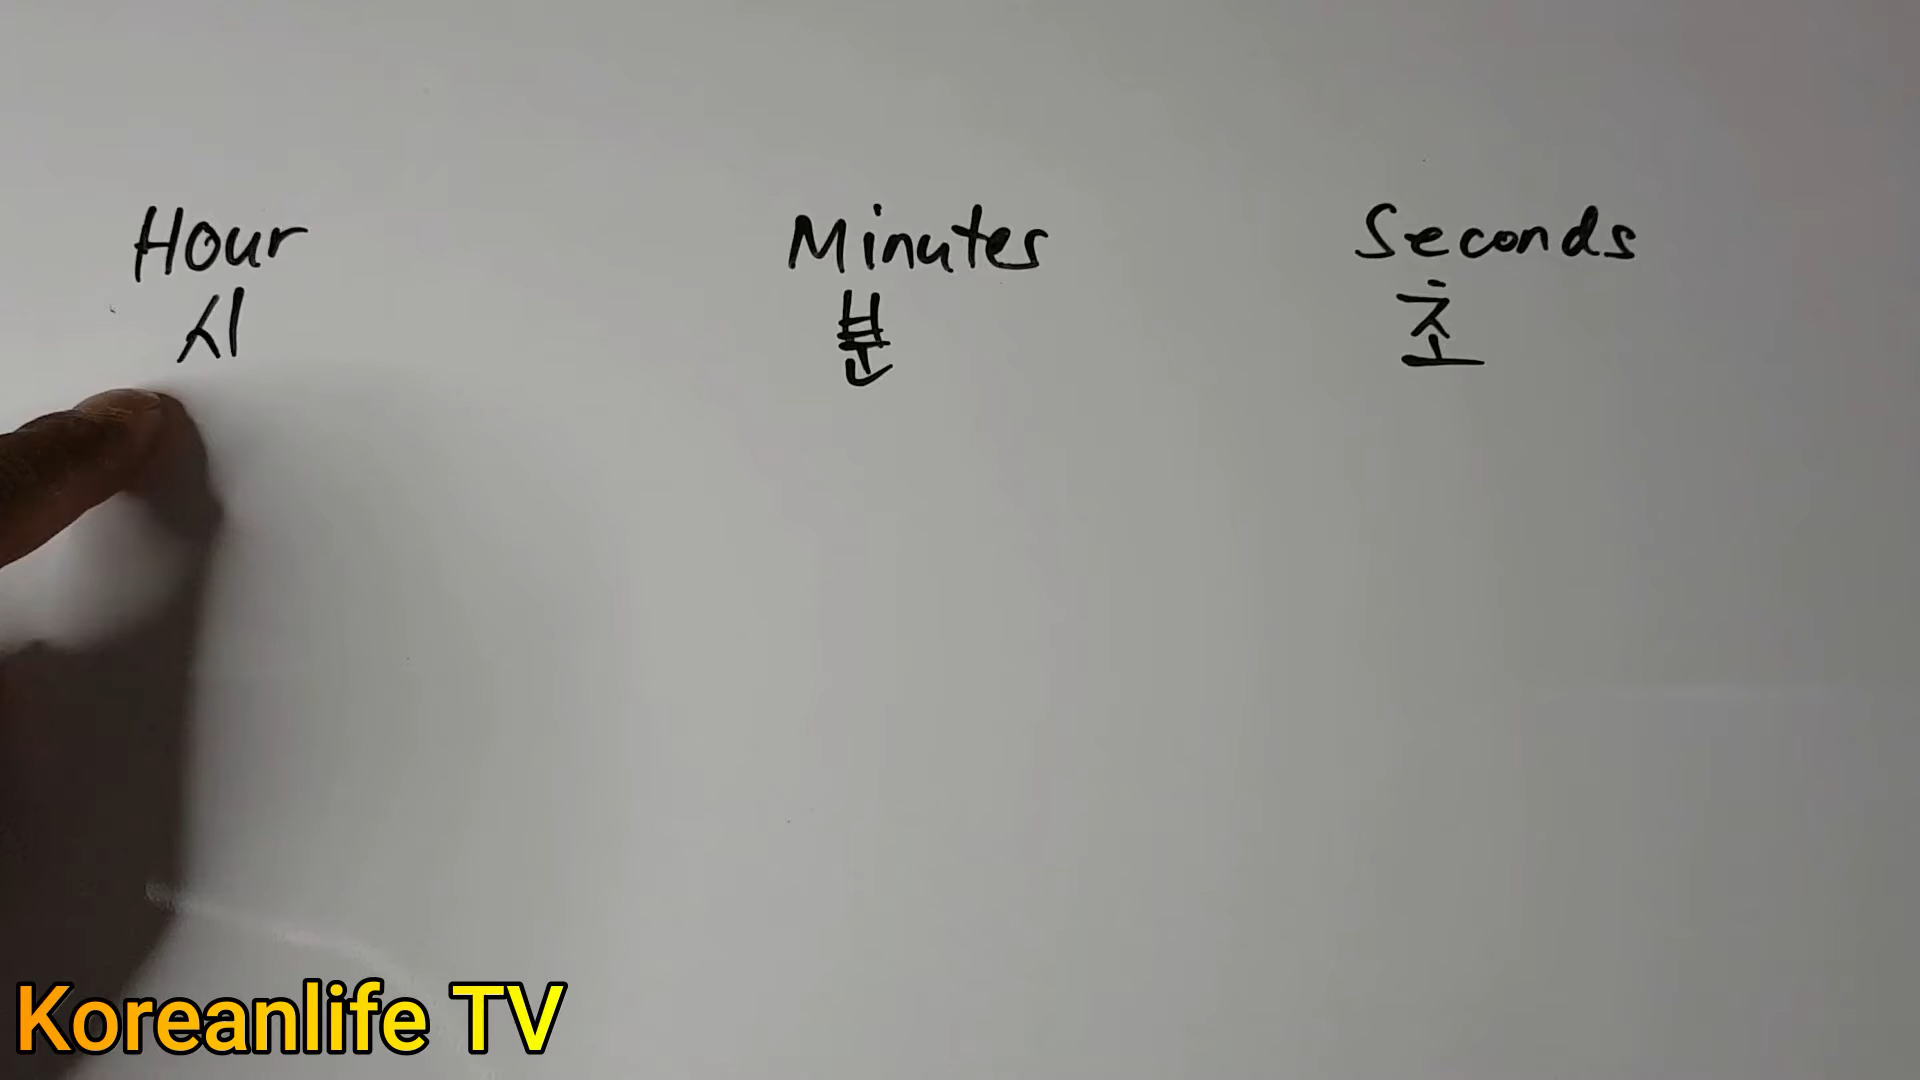 Hour Minutes Seconds
시 분 초
Koreanlife TV